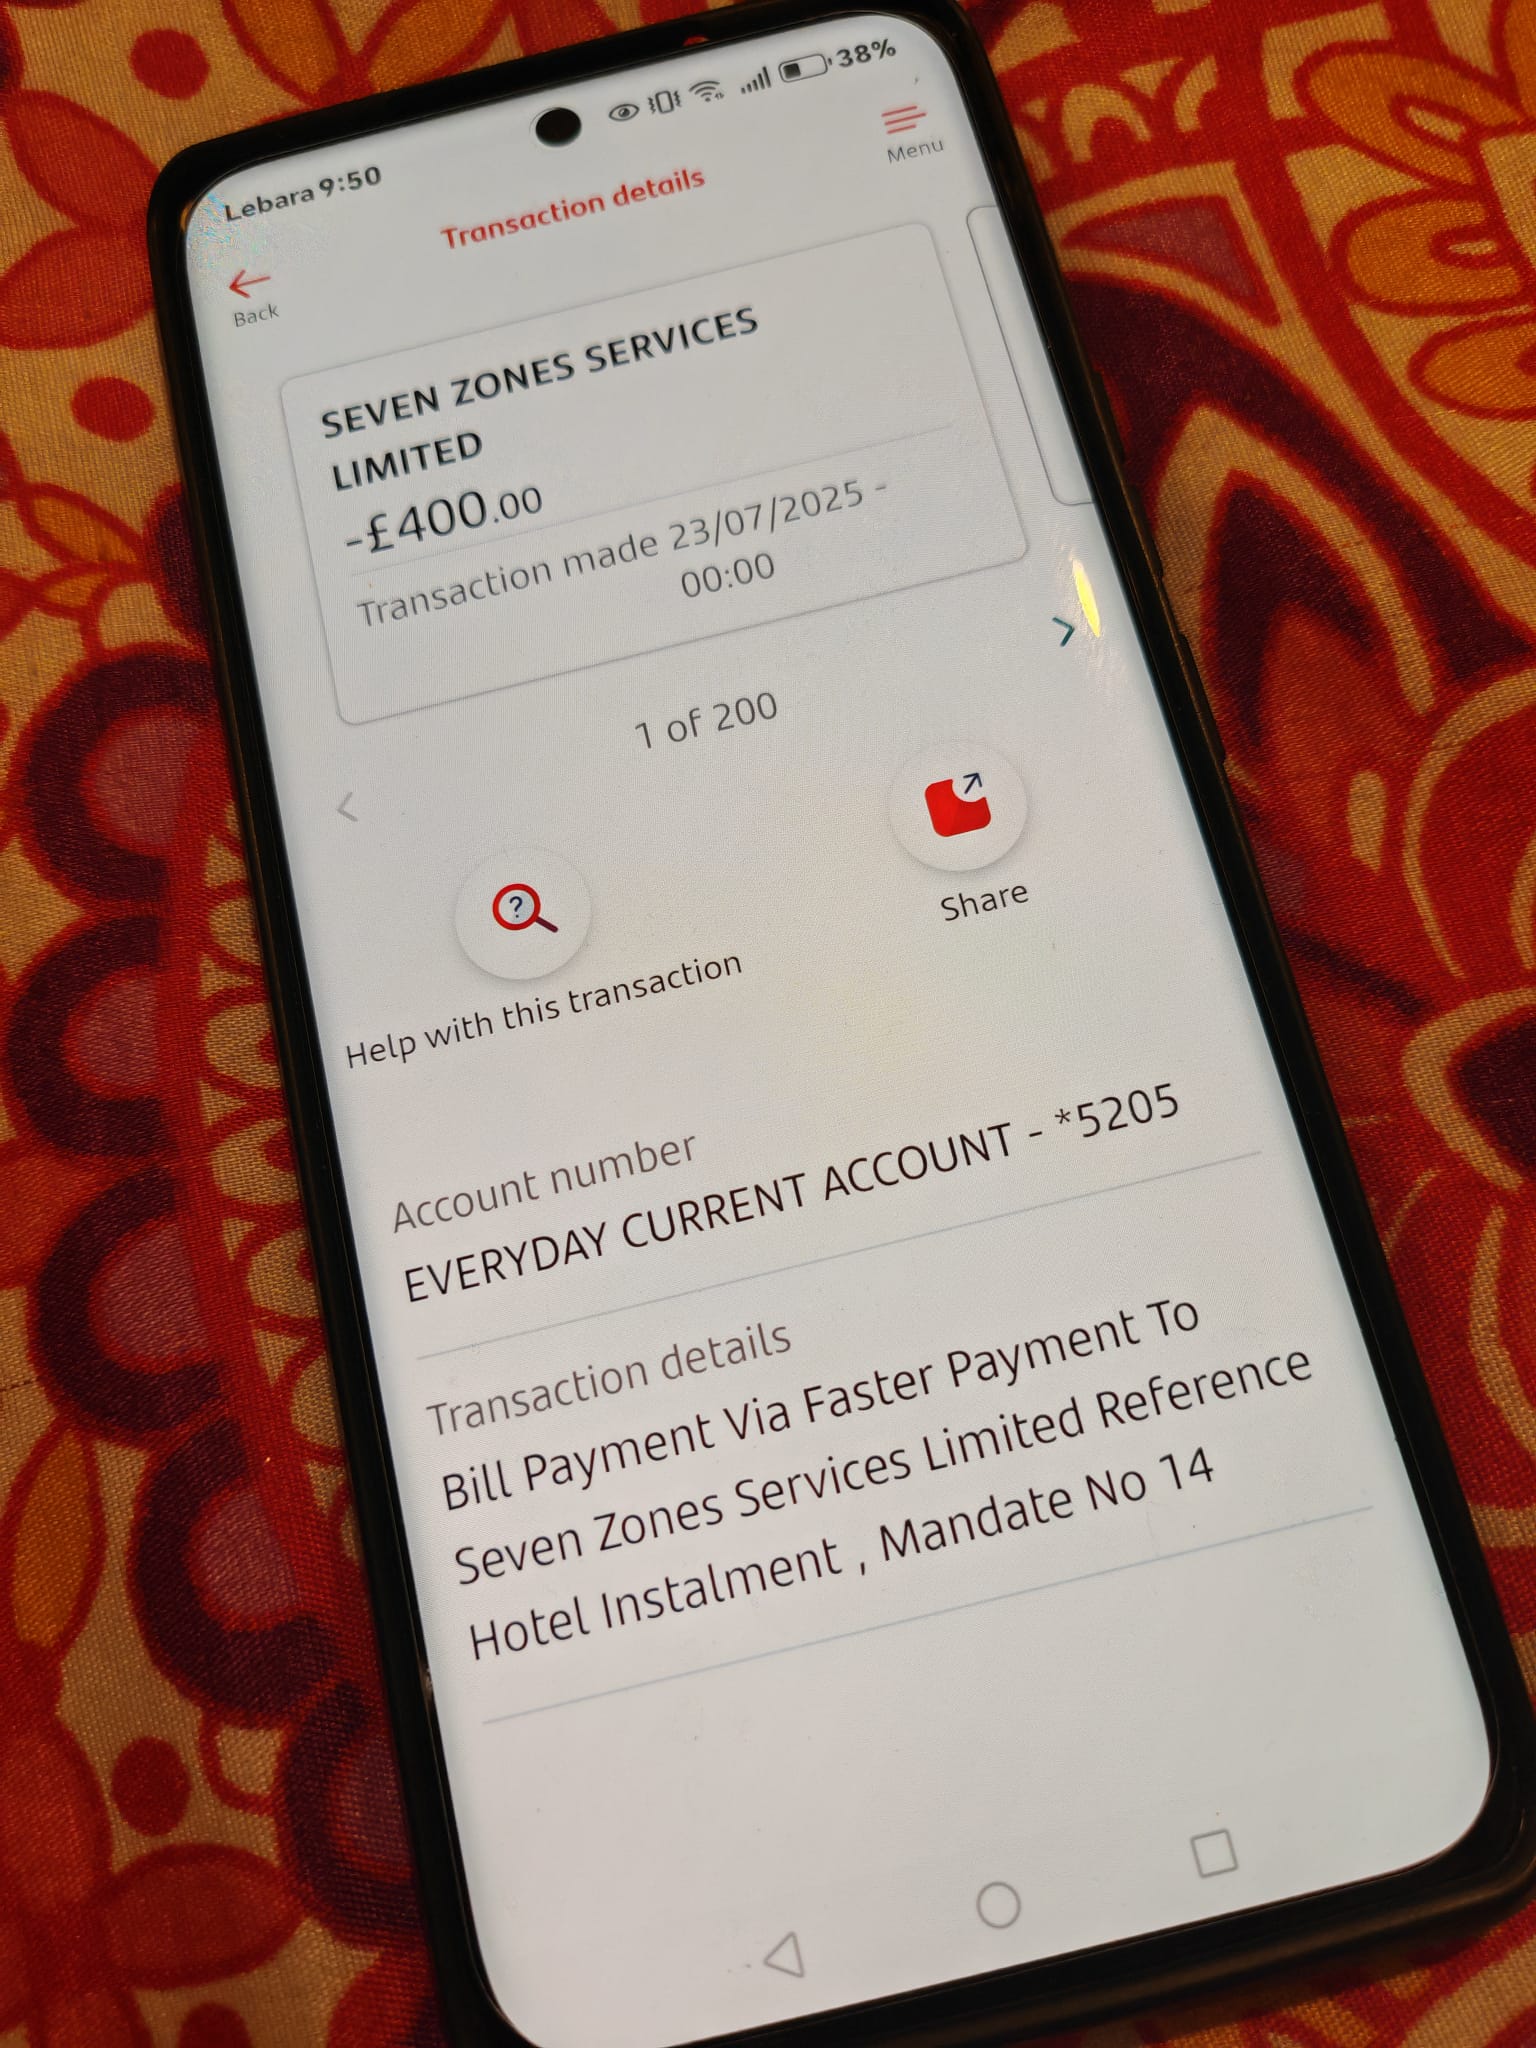 Lebara 9:50
38%
Transaction details
Menu
Back
SEVEN ZONES SERVICES
LIMITED
-£400.00
Transaction made 23/07/2025 -
00:00
1 of 200
Help with this transaction
Share
Account number
EVERYDAY CURRENT ACCOUNT - *5205
Transaction details
Bill Payment Via Faster Payment To
Seven Zones Services Limited Reference
Hotel Instalment , Mandate No 14